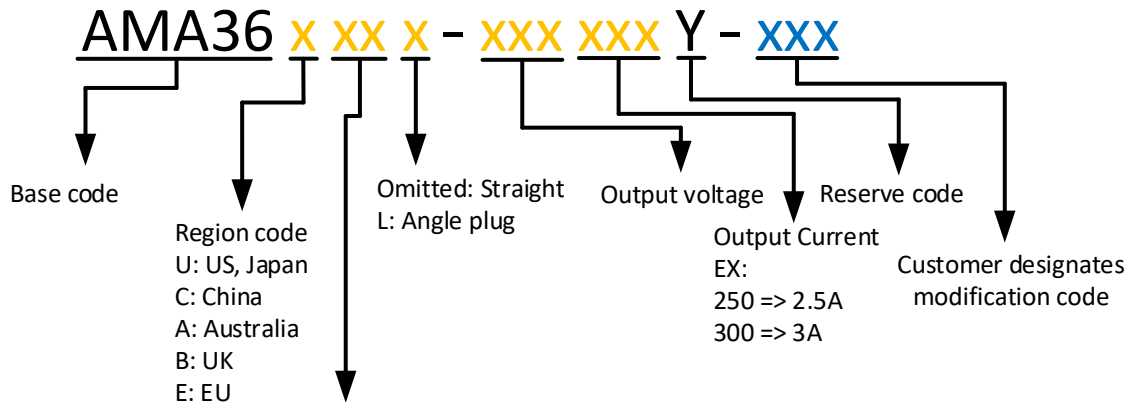 AMA36 x xx x - xxx xxx Y - xxx
Base code
Region code
U: US, Japan
C: China
A: Australia
B: UK
E: EU
Omitted: Straight
L: Angle plug
Output voltage
Output Current
EX:
250 => 2.5A
300 => 3A
Reserve code
Customer designates
modification code